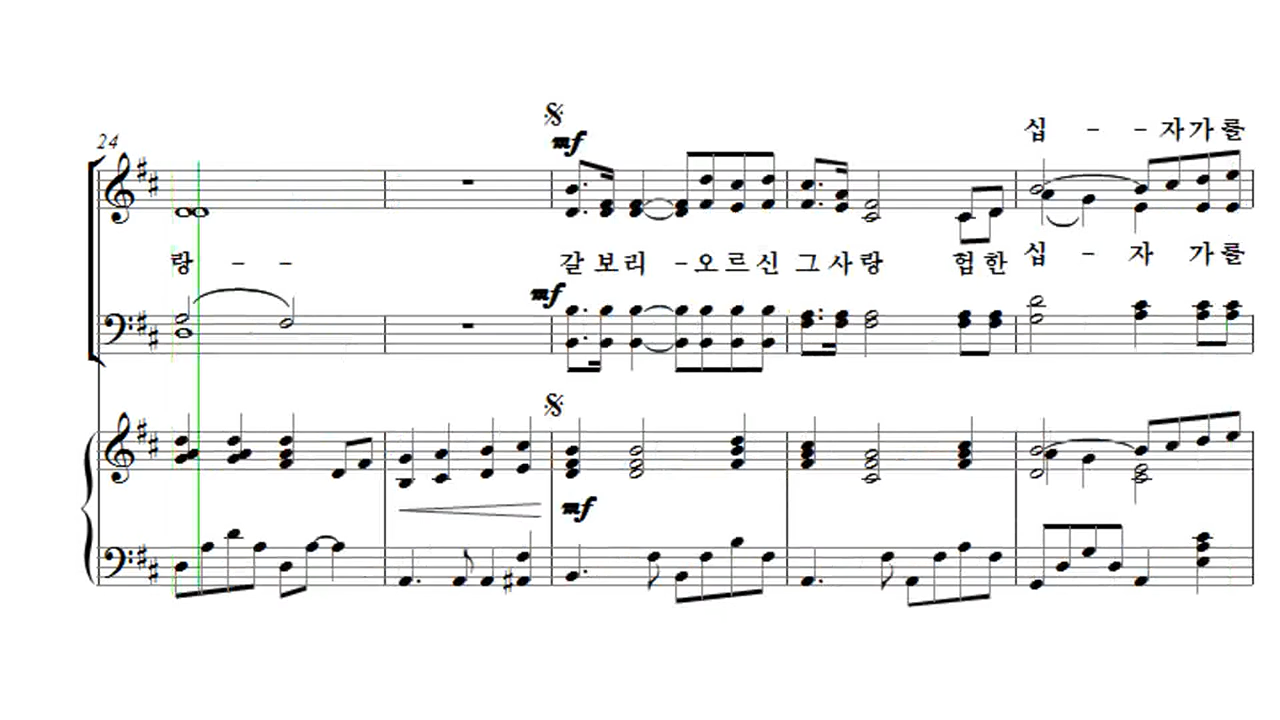 십 - - 자가를
24
mf
랑 - -
갈 보 리 - 오 르 신 그 사 랑 험 한 십 - 자 가를
mf
mf